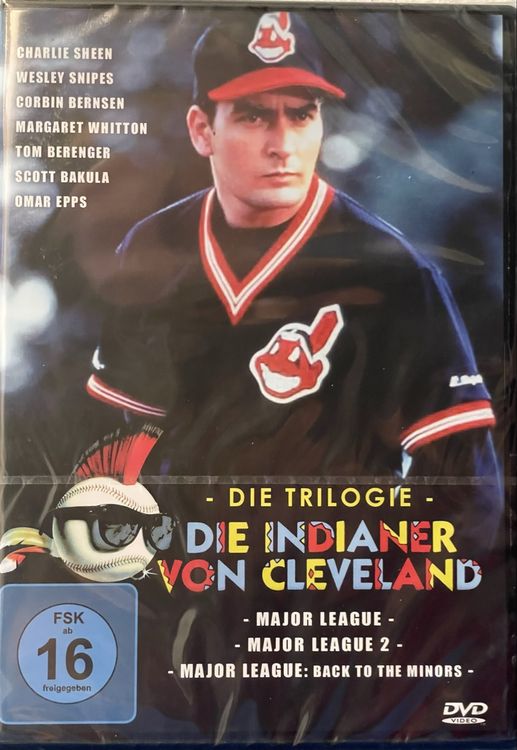 CHARLIE SHEEN
WESLEY SNIPES
CORBIN BERNSEN
MARGARET WHITTON
TOM BERENGER
SCOTT BAKULA
OMAR EPPS
- DIE TRILOGIE -
DIE INDIANER
VON CLEVELAND
- MAJOR LEAGUE -
- MAJOR LEAGUE 2 -
- MAJOR LEAGUE: BACK TO THE MINORS -
FSK
ab
16
freigegeben
DVD
VIDEO